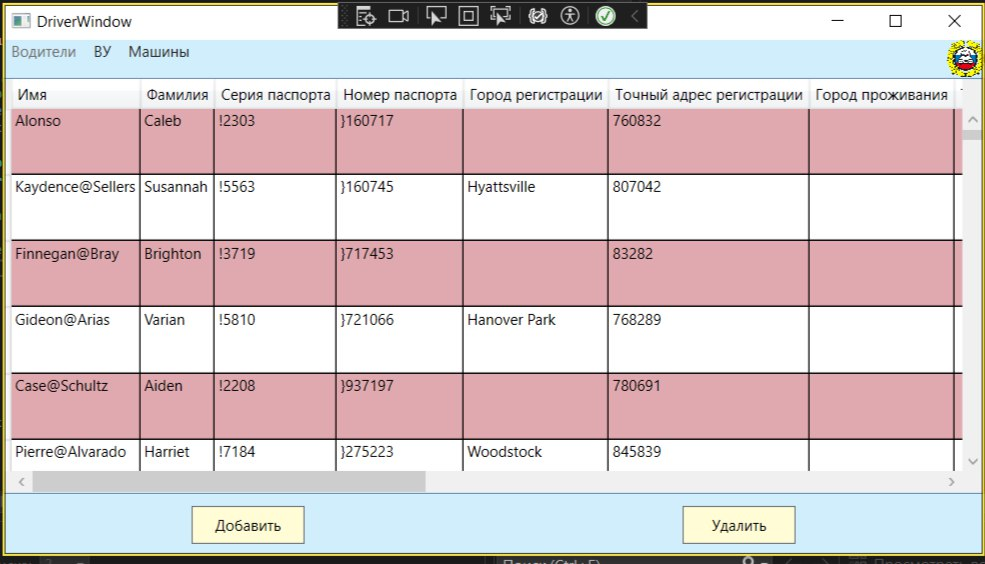 DriverWindow
Водители ВУ Машины
Имя Фамилия Серия паспорта Номер паспорта Город регистрации Точный адрес регистрации Город проживания
Alonso Caleb !2303 }160717 760832
Kaydence@Sellers Susannah !5563 }160745 Hyattsville 807042
Finnegan@Bray Brighton !3719 }717453 83282
Gideon@Arias Varian !5810 }721066 Hanover Park 768289
Case@Schultz Aiden !2208 }937197 780691
Pierre@Alvarado Harriet !7184 }275223 Woodstock 845839
Добавить Удалить